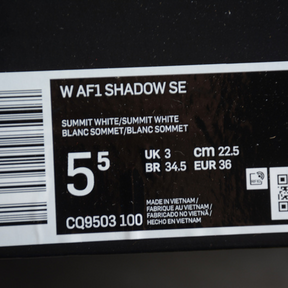 W AF1 SHADOW SE
SUMMIT WHITE/SUMMIT WHITE
BLANC SOMMET/BLANC SOMMET
5⁵
UK 3 cm 22.5
BR 34.5 EUR 36
CQ9503 100
MADE IN VIETNAM /
FABRIQUÉ AU VIETNAM /
FABRICADO NO VIETNÃ /
HECHO EN VIETNAM